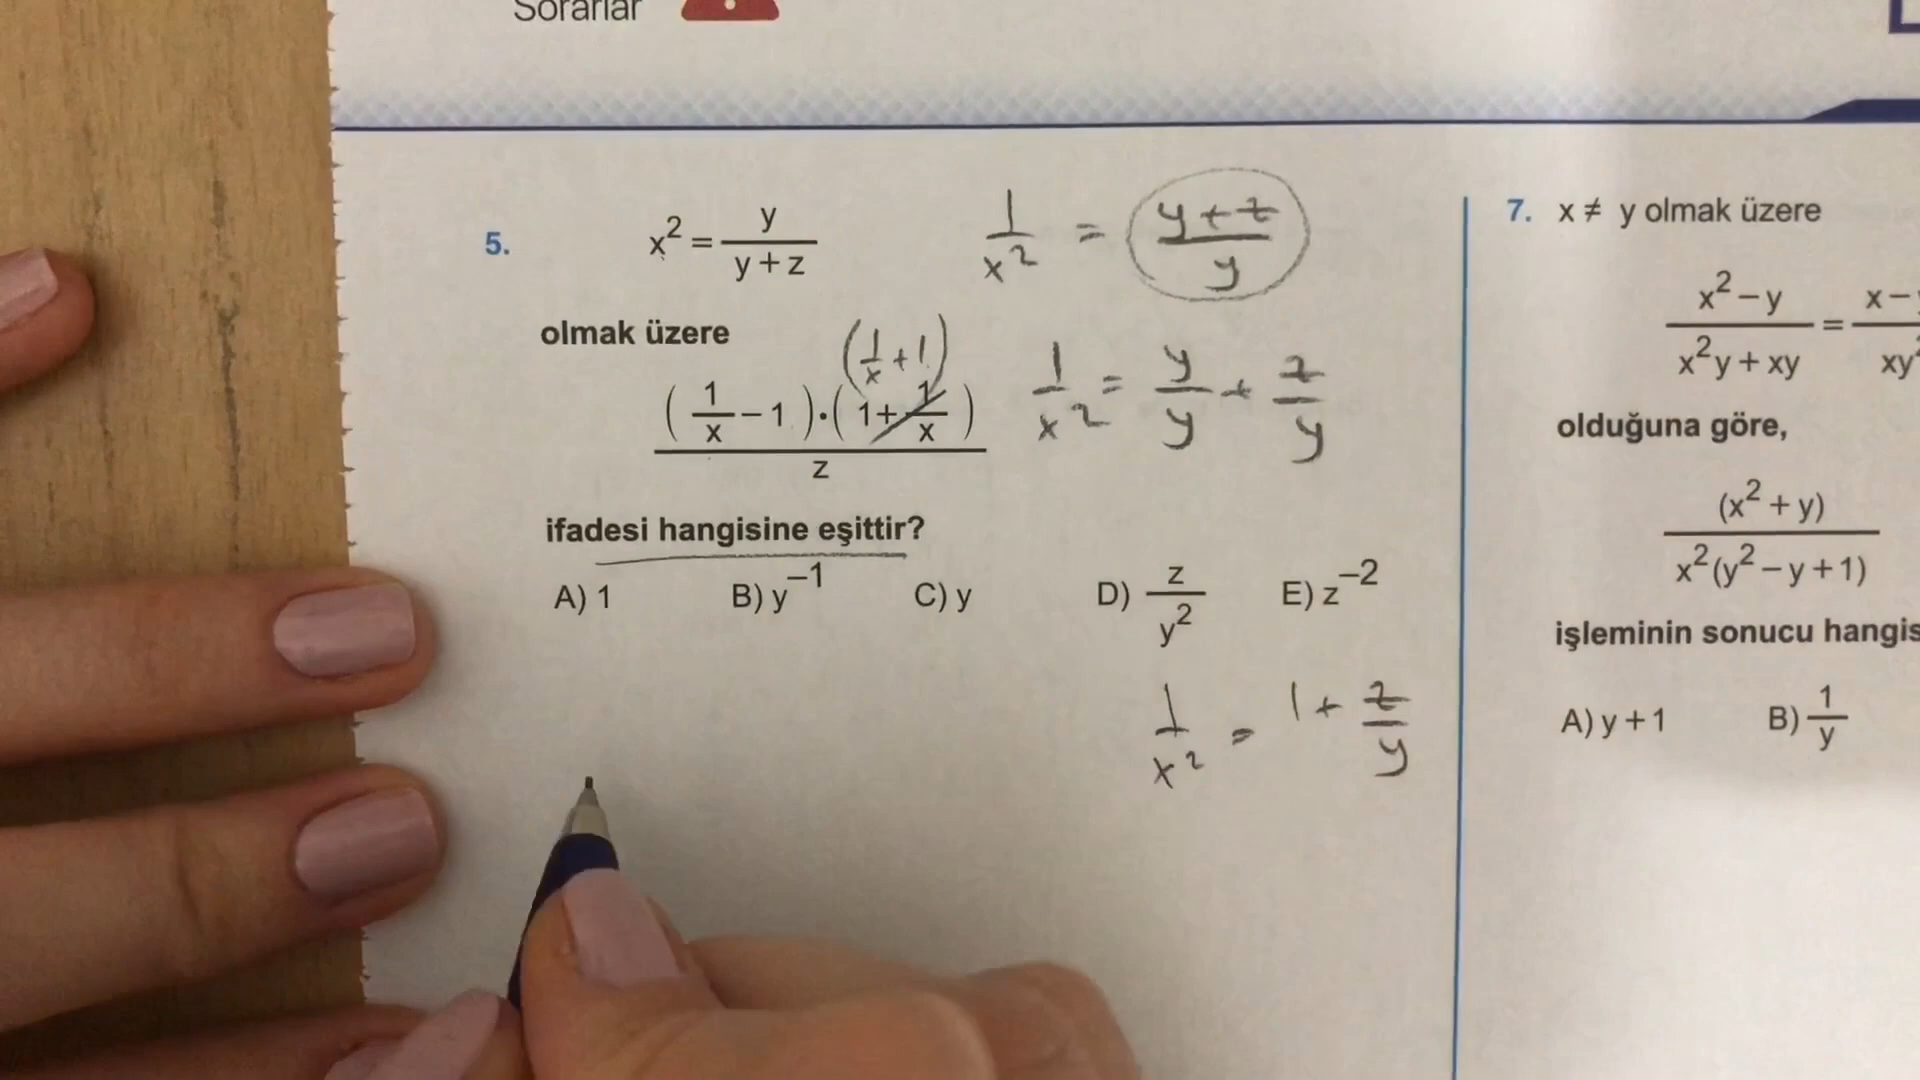 Sorarlar
5. x² = y / (y + z)
1/x² = (y+z)/y
olmak üzere
(1/x + 1)
((1/x − 1)·(1 + 1/x)) / z
1/x² = y/y + z/y
ifadesi hangisine eşittir?
A) 1 B) y⁻¹ C) y D) z/y² E) z⁻²
1/x² = 1 + z/y
7. x ≠ y olmak üzere
(x² − y)/(x²y + xy) = x −
xy
olduğuna göre,
(x² + y) / (x²(y² − y + 1))
işleminin sonucu
A) y + 1 B) 1/y